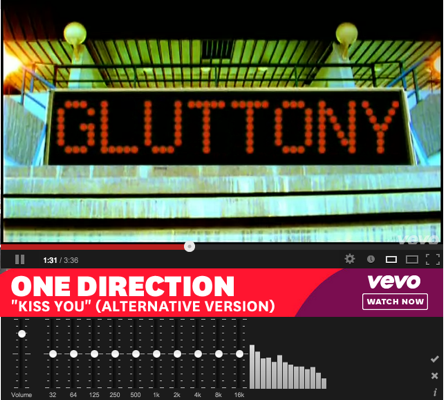 GLUTTONY
vevo
1:31 / 3:36
ONE DIRECTION
"KISS YOU" (ALTERNATIVE VERSION)
vevo
WATCH NOW
Volume 32 64 125 250 500 1k 2k 4k 8k 16k
i